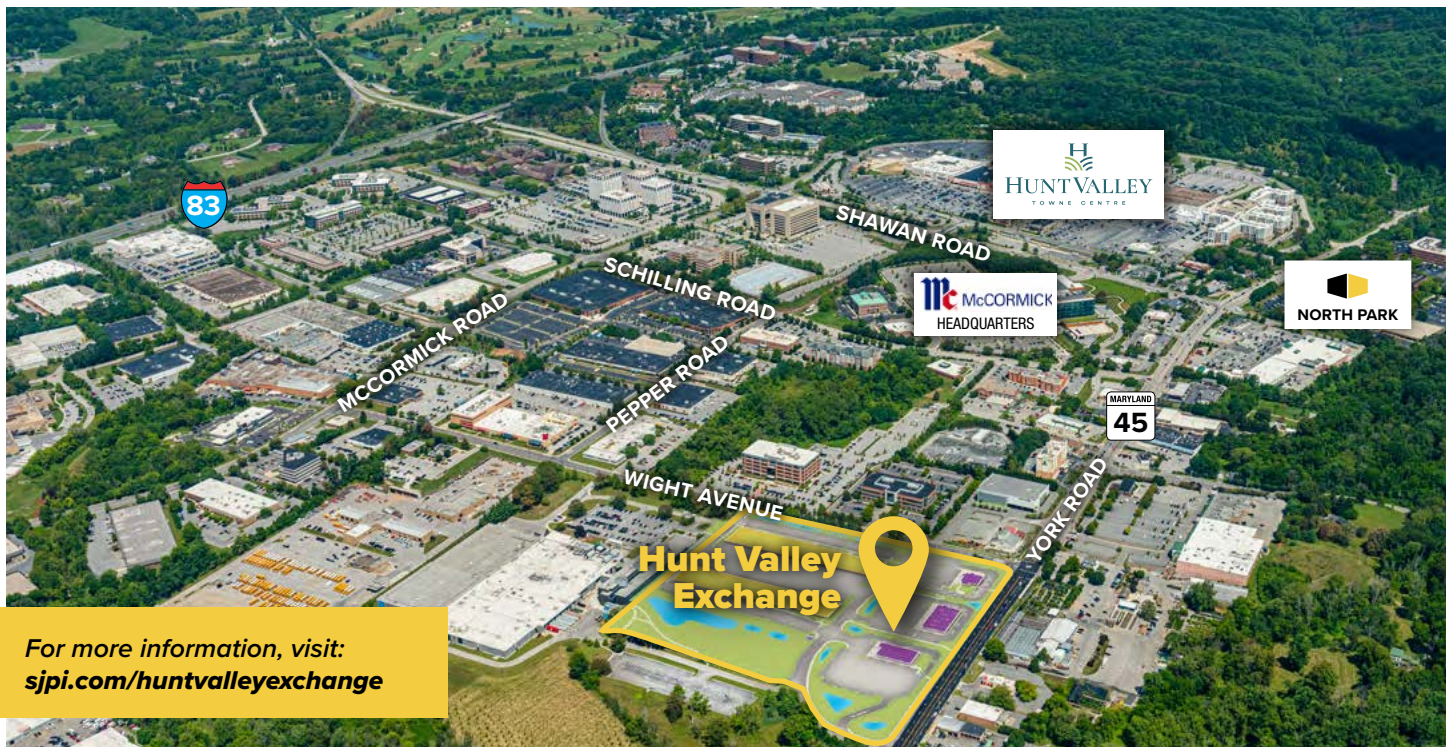 H
HUNT VALLEY
TOWNE CENTRE
83
SHAWAN ROAD
SCHILLING ROAD
Mc McCORMICK
HEADQUARTERS
NORTH PARK
MCCORMICK ROAD
PEPPER ROAD
MARYLAND
45
WIGHT AVENUE
YORK ROAD
Hunt Valley
Exchange
For more information, visit:
sjpi.com/huntvalleyexchange